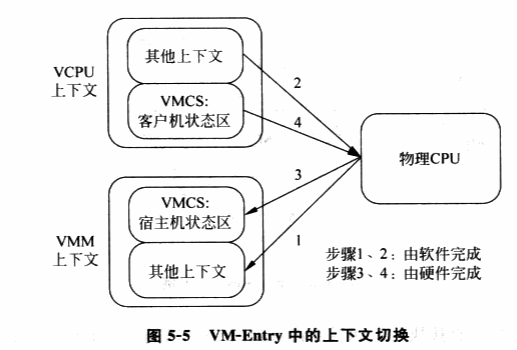 其他上下文
VCPU
上下文
VMCS:
客户机状态区
2
4
物理CPU
3
1
VMCS:
宿主机状态区
VMM
上下文
其他上下文
步骤1、2：由软件完成
步骤3、4：由硬件完成
图 5-5 VM-Entry 中的上下文切换